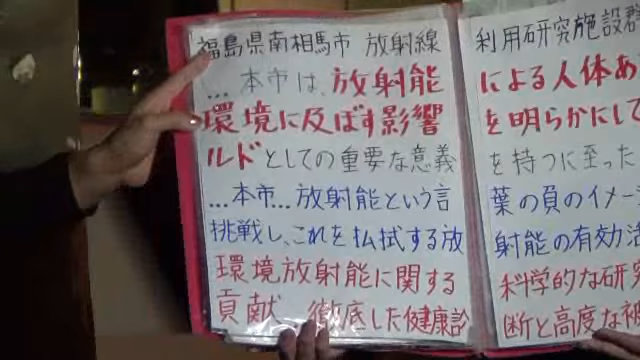 福島県南相馬市 放射線
…本市は、放射能
環境に及ぼす影響
ルドとしての重要な意義
…本市…放射能という言
挑戦し、これを払拭する放
環境放射能に関する
貢献 徹底した健康診
利用研究施設群
による人体あ
を明らかにして
を持つに至った
葉の負のイメー
射能の有効活
科学的な研究
断と高度な被